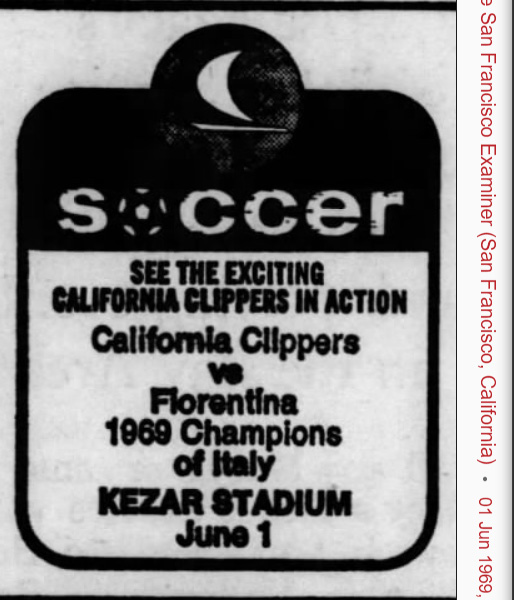 soccer
SEE THE EXCITING
CALIFORNIA CLIPPERS IN ACTION
California Clippers
vs
Fiorentina
1969 Champions
of Italy
KEZAR STADIUM
June 1
San Francisco Examiner (San Francisco, California) • 01 Jun 1969,